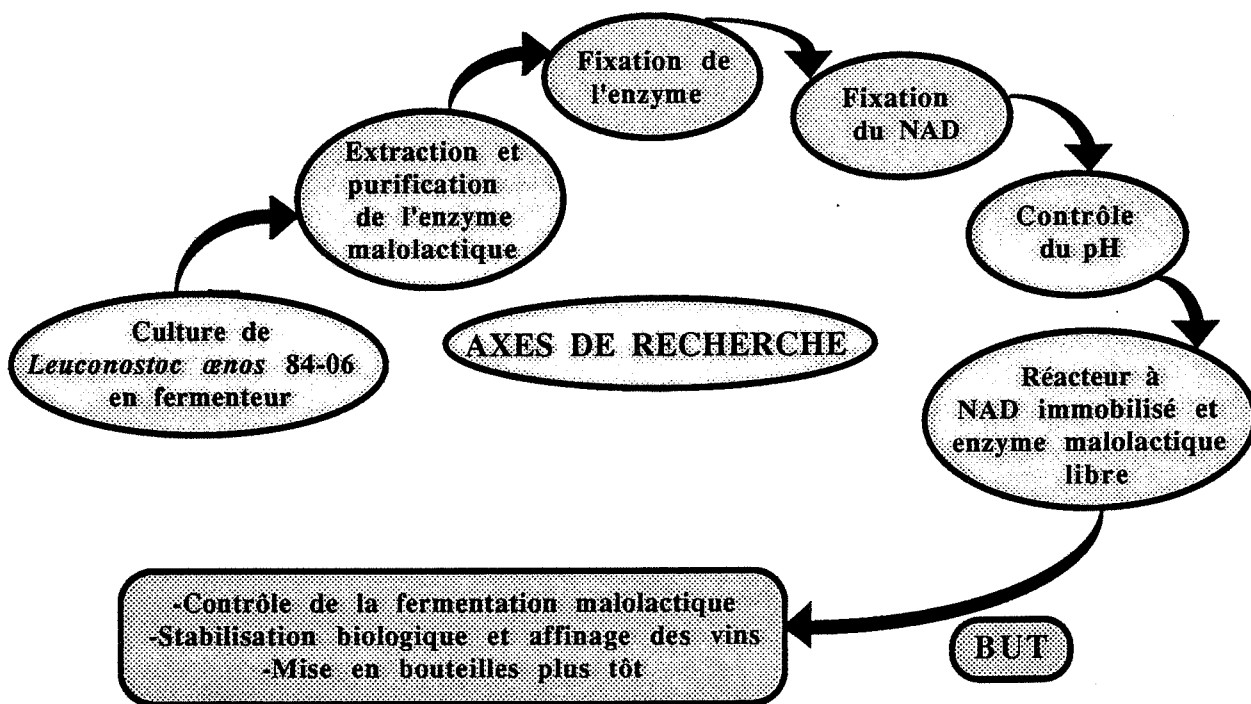 Fixation de
l'enzyme
Fixation
du NAD
Extraction et
purification
de l'enzyme
malolactique
Contrôle
du pH
Culture de
Leuconostoc œnos 84-06
en fermenteur
AXES DE RECHERCHE
Réacteur à
NAD immobilisé et
enzyme malolactique
libre
-Contrôle de la fermentation malolactique
-Stabilisation biologique et affinage des vins
-Mise en bouteilles plus tôt
BUT